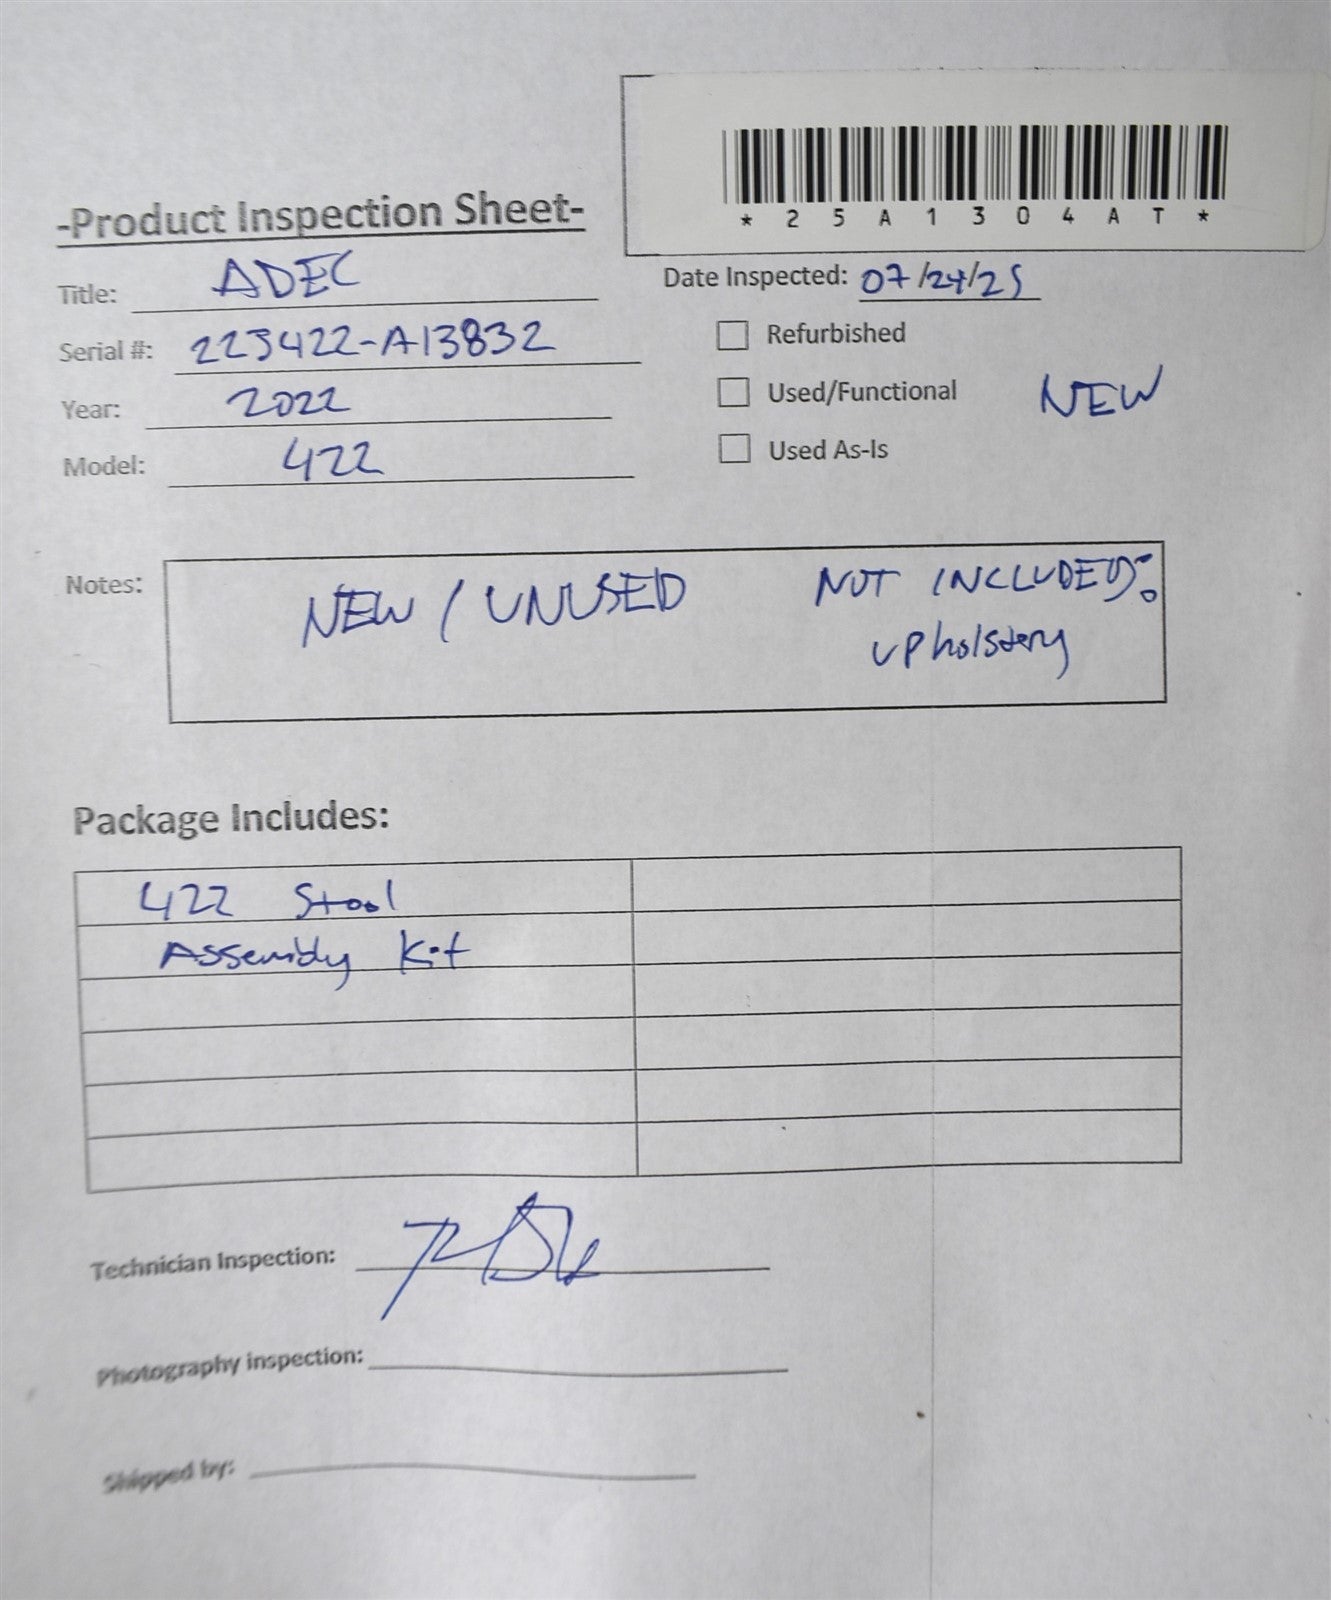 *25A1304AT*
-Product Inspection Sheet-
Title: ADEC
Date Inspected: 07/24/25
Serial #: 225422-A13832
Refurbished
Year: 2022
Used/Functional NEW
Model: 422
Used As-Is
Notes: NEW / UNUSED NOT INCLUDED:
upholstery
Package Includes:
422 Stool
Assembly Kit
Technician Inspection:
Photography inspection:
Shipped by: